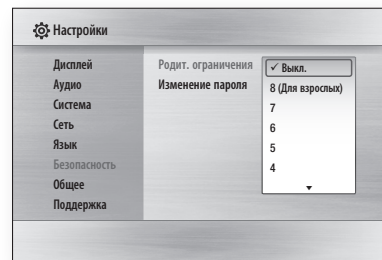 Настройки
Дисплей
Аудио
Система
Сеть
Язык
Безопасность
Общее
Поддержка
Родит. ограничения
Изменение пароля
✓ Выкл.
8 (Для взрослых)
7
6
5
4